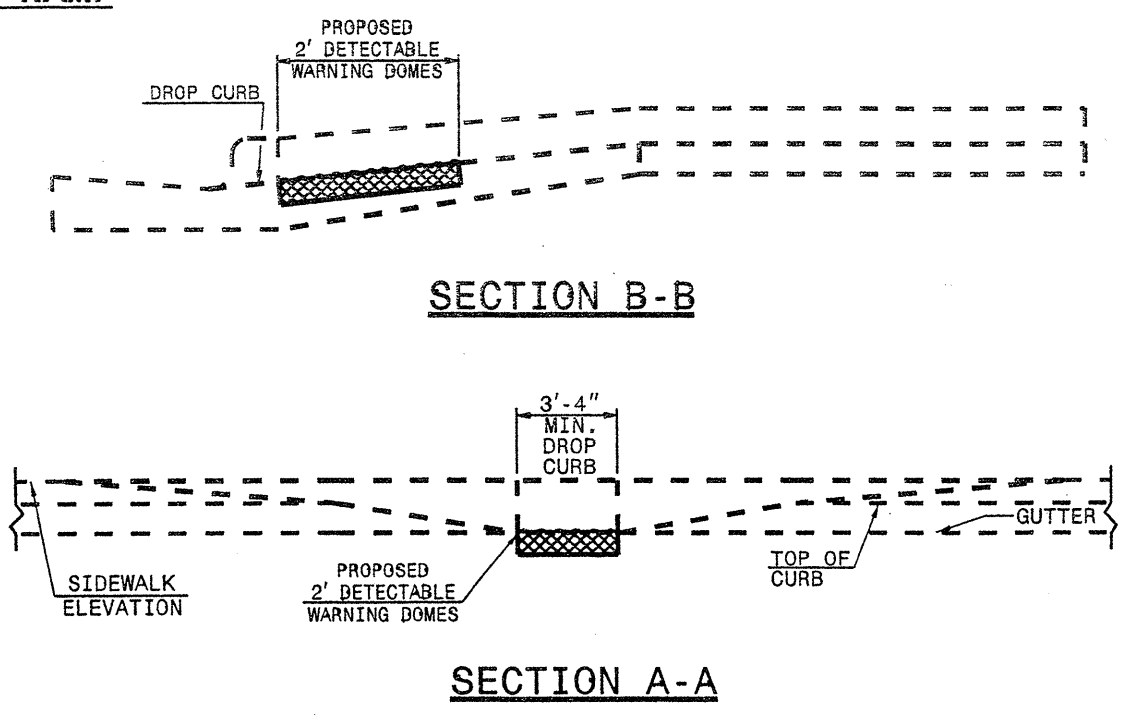 PROPOSED
2' DETECTABLE
WARNING DOMES
DROP CURB
SECTION B-B
3'-4"
MIN.
DROP
CURB
GUTTER
TOP OF
CURB
SIDEWALK
ELEVATION
PROPOSED
2' DETECTABLE
WARNING DOMES
SECTION A-A